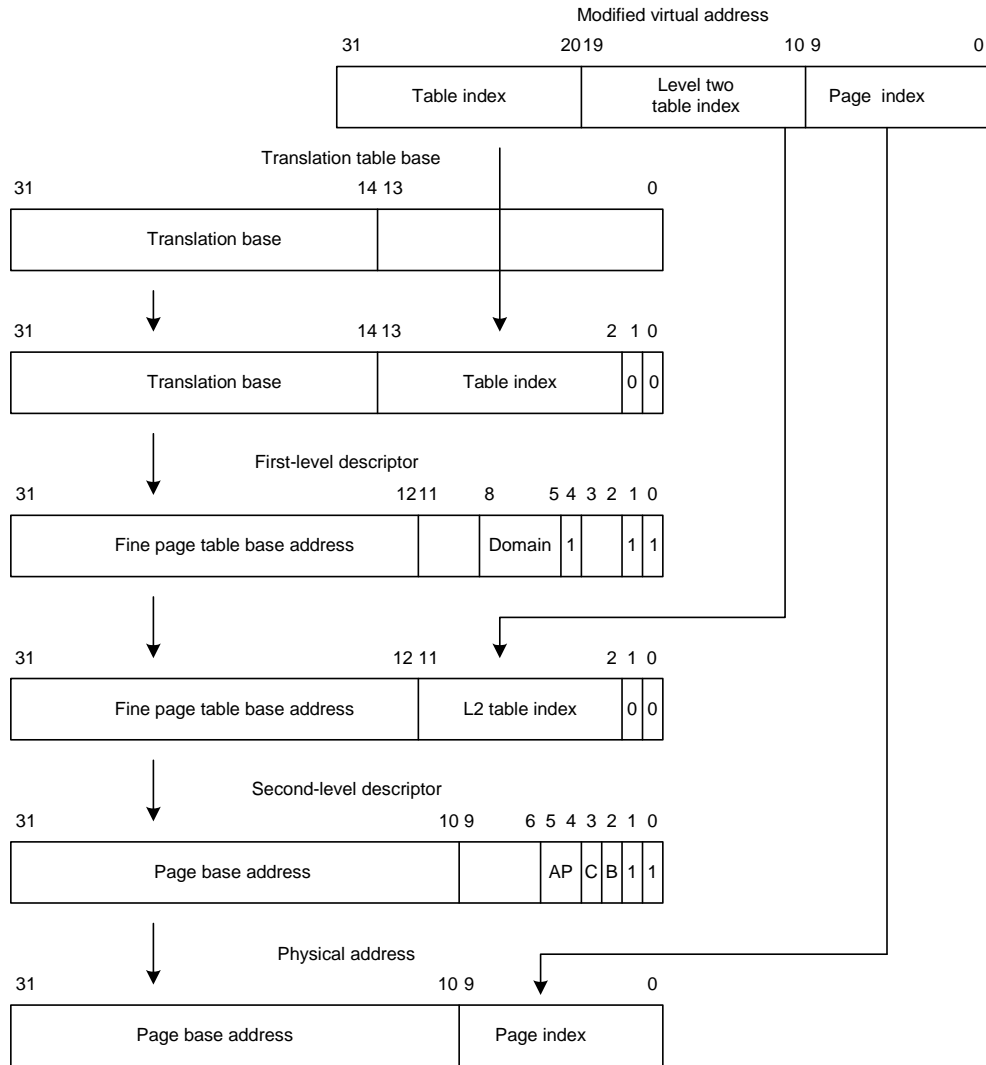 Modified virtual address
31 20 19 10 9 0
Table index Level two table index Page index
Translation table base
31 14 13 0
Translation base
31 14 13 2 1 0
Translation base Table index 0 0
First-level descriptor
31 12 11 8 5 4 3 2 1 0
Fine page table base address Domain 1 1 1
31 12 11 2 1 0
Fine page table base address L2 table index 0 0
Second-level descriptor
31 10 9 6 5 4 3 2 1 0
Page base address AP C B 1 1
Physical address
31 10 9 0
Page base address Page index